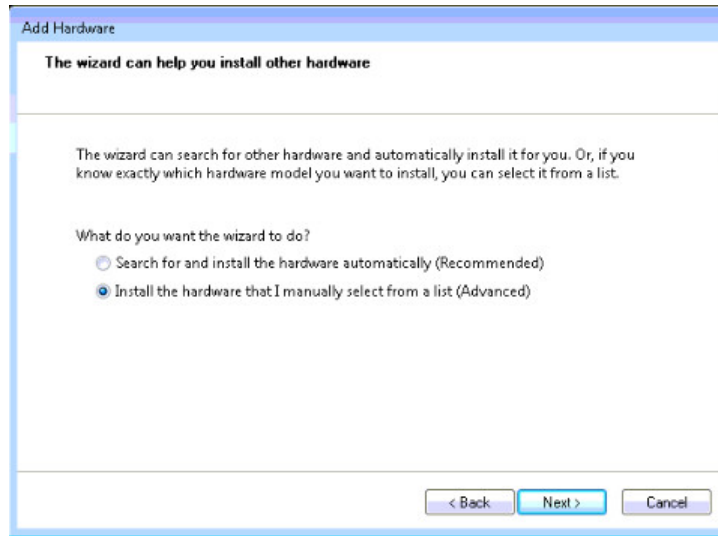 Add Hardware
The wizard can help you install other hardware
The wizard can search for other hardware and automatically install it for you. Or, if you
know exactly which hardware model you want to install, you can select it from a list.
What do you want the wizard to do?
Search for and install the hardware automatically (Recommended)
Install the hardware that I manually select from a list (Advanced)
< Back Next > Cancel